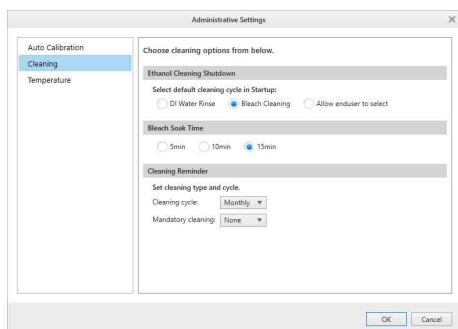 Administrative Settings
Auto Calibration
Cleaning
Temperature
Choose cleaning options from below.
Ethanol Cleaning Shutdown
Select default cleaning cycle in Startup:
DI Water Rinse Bleach Cleaning Allow enduser to select
Bleach Soak Time
5min 10min 15min
Cleaning Reminder
Set cleaning type and cycle.
Cleaning cycle: Monthly
Mandatory cleaning: None
OK Cancel